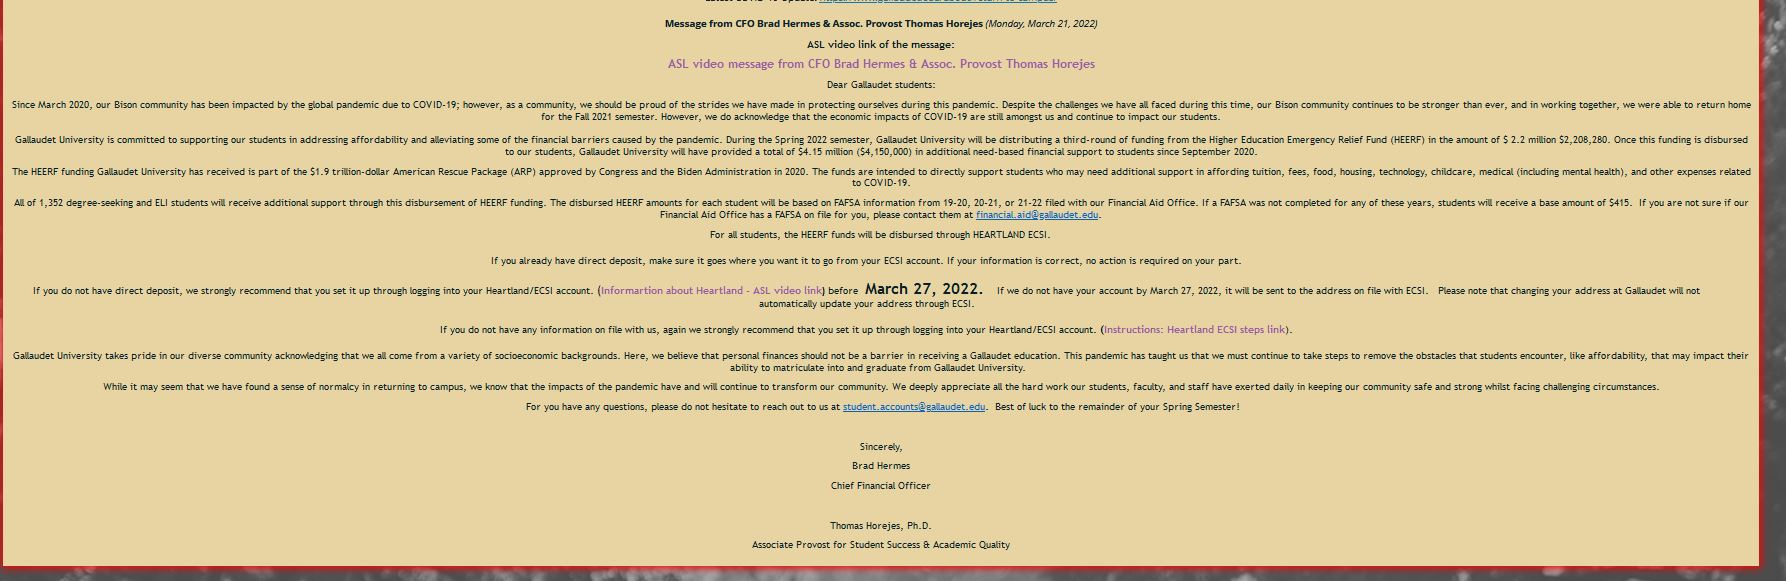 Message from CFO Brad Hermes & Assoc. Provost Thomas Horejes (Monday, March 21, 2022)
ASL video link of the message:
ASL video message from CFO Brad Hermes & Assoc. Provost Thomas Horejes
Dear Gallaudet students:
Since March 2020, our Bison community has been impacted by the global pandemic due to COVID-19; however, as a community, we should be proud of the strides we have made in protecting ourselves during this pandemic. Despite the challenges we have all faced during this time, our Bison community continues to be stronger than ever, and in working together, we were able to return home
for the Fall 2021 semester. However, we do acknowledge that the economic impacts of COVID-19 are still amongst us and continue to impact our students.
Gallaudet University is committed to supporting our students in addressing affordability and alleviating some of the financial barriers caused by the pandemic. During the Spring 2022 semester, Gallaudet University will be distributing a third-round of funding from the Higher Education Emergency Relief Fund (HEERF) in the amount of $ 2.2 million $2,208,280. Once this funding is disbursed
to our students, Gallaudet University will have provided a total of $4.15 million ($4,150,000) in additional need-based financial support to students since September 2020.
The HEERF funding Gallaudet University has received is part of the $1.9 trillion-dollar American Rescue Package (ARP) approved by Congress and the Biden Administration in 2020. The funds are intended to directly support students who may need additional support in affording tuition, fees, food, housing, technology, childcare, medical (including mental health), and other expenses related
to COVID-19.
All of 1,352 degree-seeking and ELI students will receive additional support through this disbursement of HEERF funding. The disbursed HEERF amounts for each student will be based on FAFSA information from 19-20, 20-21, or 21-22 filed with our Financial Aid Office. If a FAFSA was not completed for any of these years, students will receive a base amount of $415. If you are not sure if our
Financial Aid Office has a FAFSA on file for you, please contact them at financial.aid@gallaudet.edu.
For all students, the HEERF funds will be disbursed through HEARTLAND ECSI.
If you already have direct deposit, make sure it goes where you want it to go from your ECSI account. If your information is correct, no action is required on your part.
If you do not have direct deposit, we strongly recommend that you set it up through logging into your Heartland/ECSI account. (Informartion about Heartland - ASL video link) before March 27, 2022. If we do not have your account by March 27, 2022, it will be sent to the address on file with ECSI. Please note that changing your address at Gallaudet will not
automatically update your address through ECSI.
If you do not have any information on file with us, again we strongly recommend that you set it up through logging into your Heartland/ECSI account. (Instructions: Heartland ECSI steps link).
Gallaudet University takes pride in our diverse community acknowledging that we all come from a variety of socioeconomic backgrounds. Here, we believe that personal finances should not be a barrier in receiving a Gallaudet education. This pandemic has taught us that we must continue to take steps to remove the obstacles that students encounter, like affordability, that may impact their
ability to matriculate into and graduate from Gallaudet University.
While it may seem that we have found a sense of normalcy in returning to campus, we know that the impacts of the pandemic have and will continue to transform our community. We deeply appreciate all the hard work our students, faculty, and staff have exerted daily in keeping our community safe and strong whilst facing challenging circumstances.
For you have any questions, please do not hesitate to reach out to us at student.accounts@gallaudet.edu. Best of luck to the remainder of your Spring Semester!
Sincerely,
Brad Hermes
Chief Financial Officer
Thomas Horejes, Ph.D.
Associate Provost for Student Success & Academic Quality